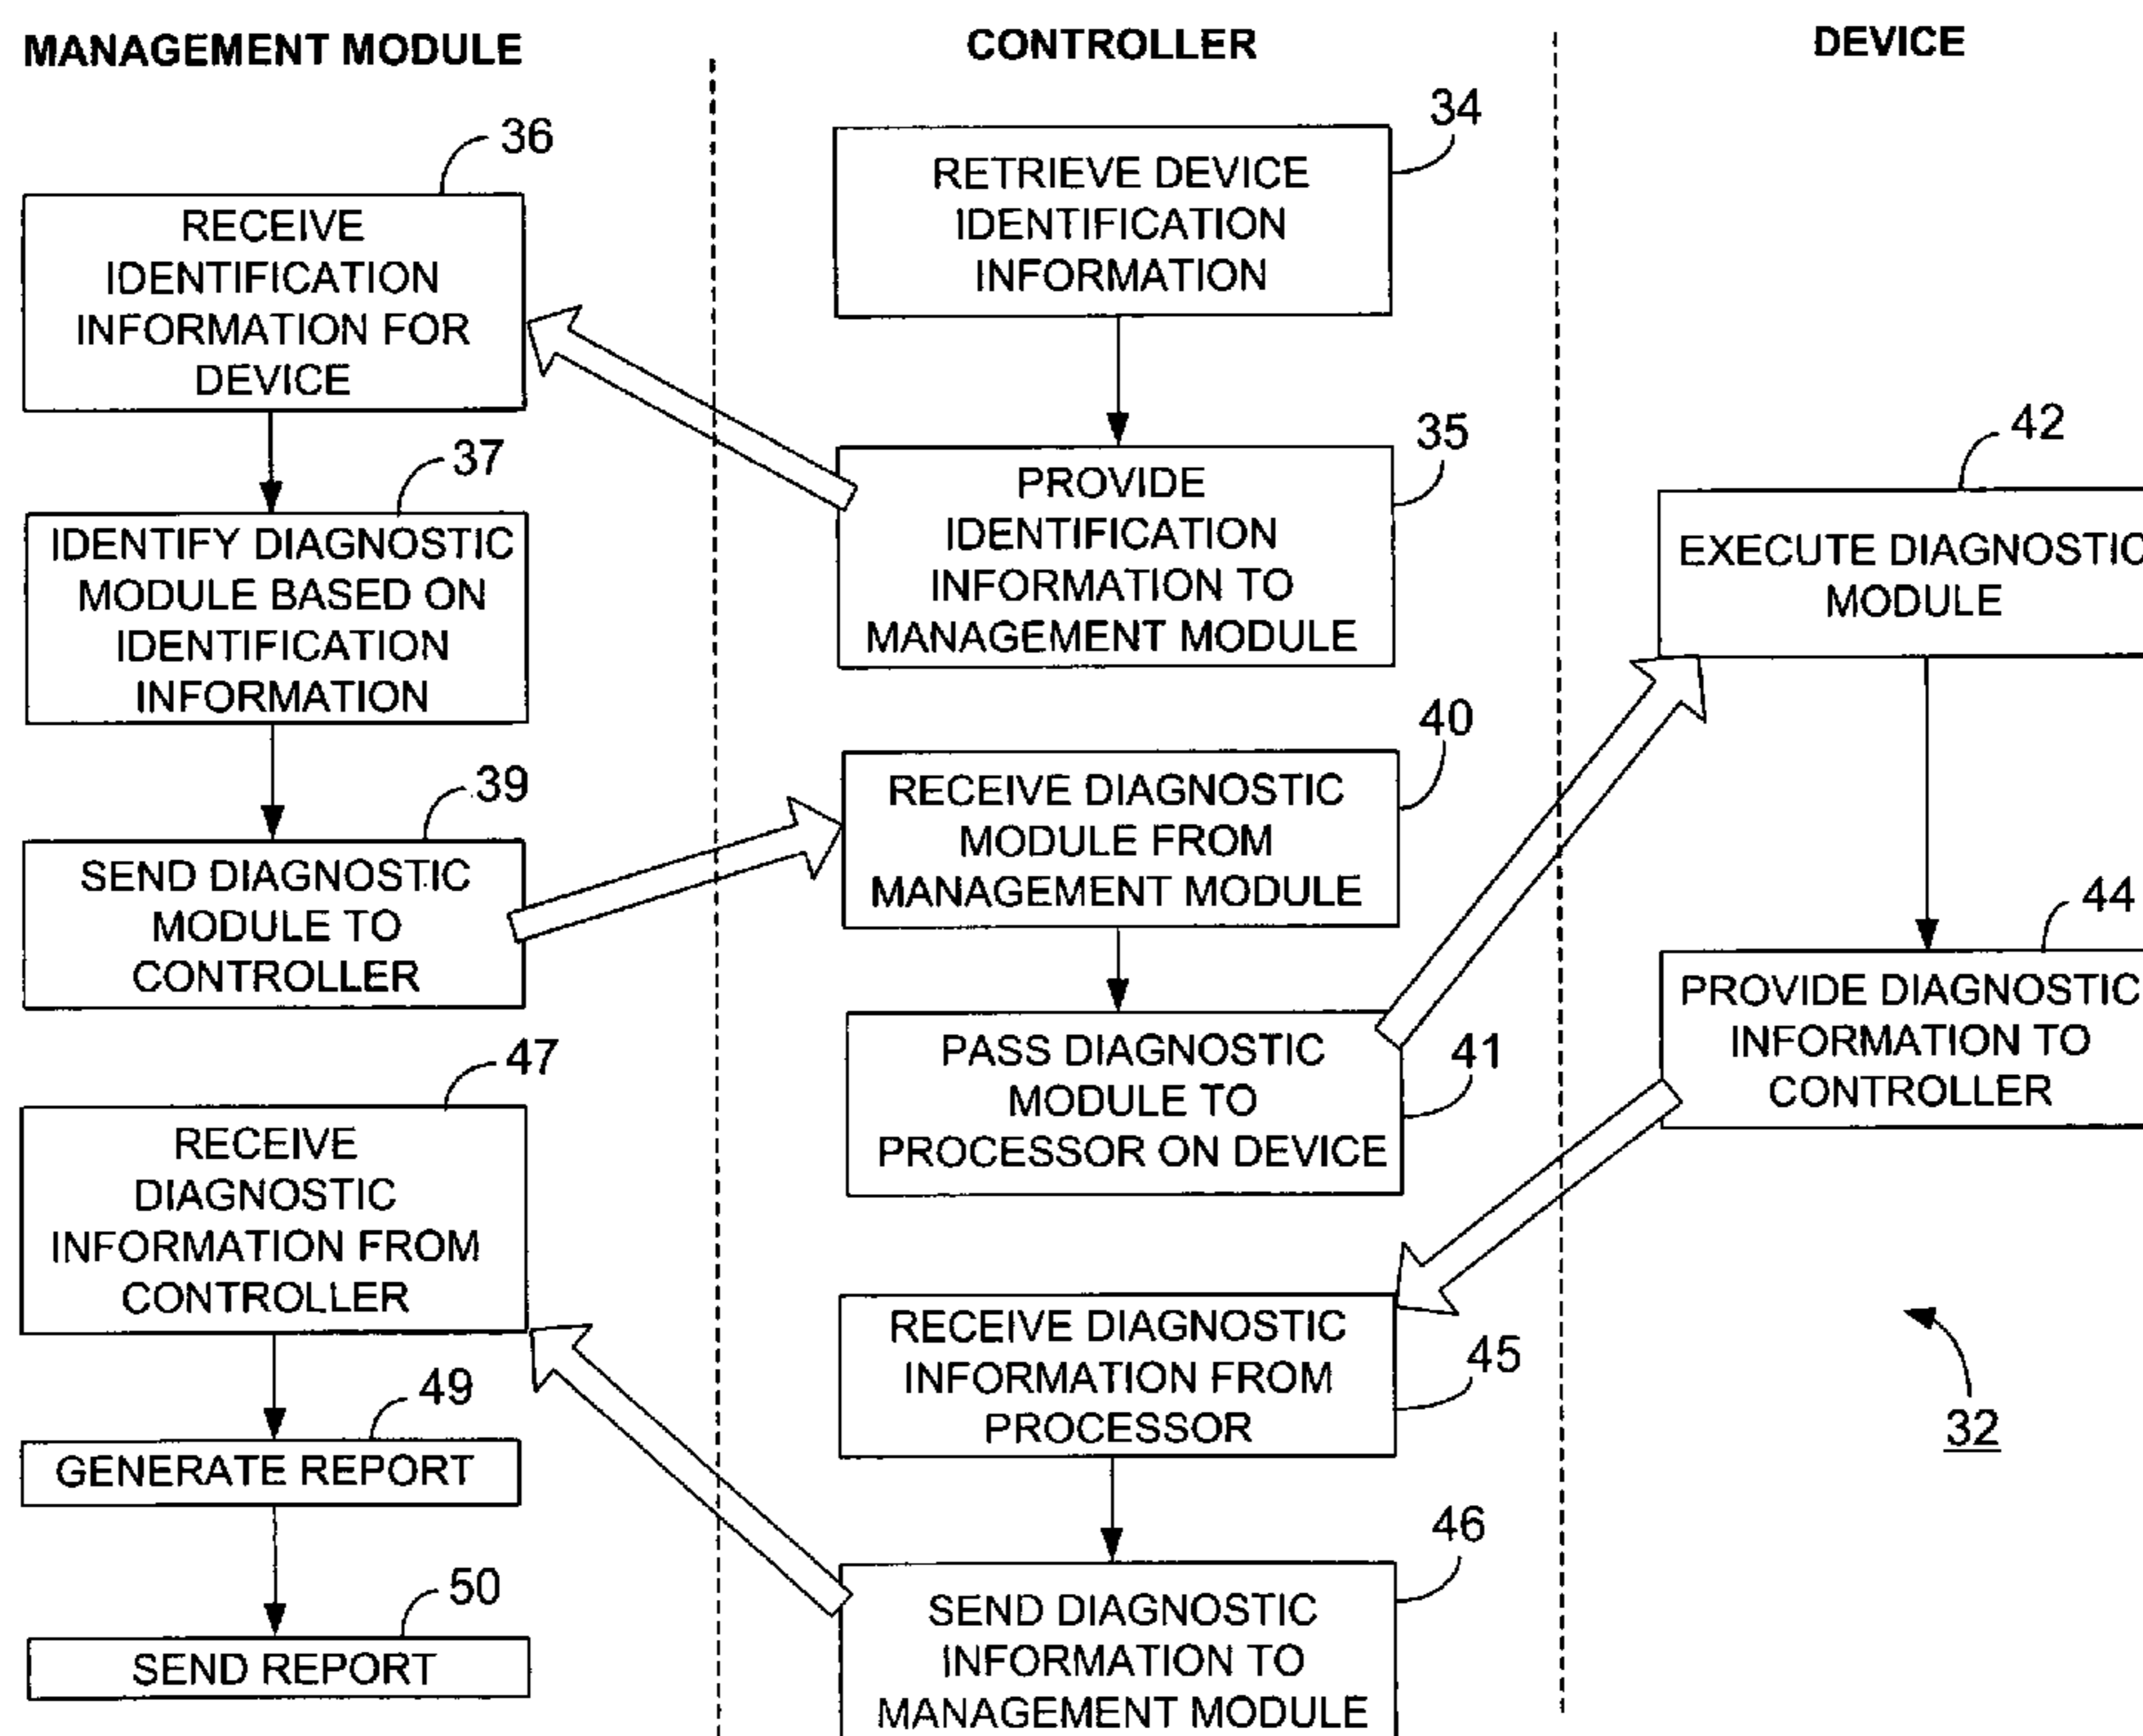 MANAGEMENT MODULE
36
RECEIVE
IDENTIFICATION
INFORMATION FOR
DEVICE
37
IDENTIFY DIAGNOSTIC
MODULE BASED ON
IDENTIFICATION
INFORMATION
39
SEND DIAGNOSTIC
MODULE TO
CONTROLLER
47
RECEIVE
DIAGNOSTIC
INFORMATION FROM
CONTROLLER
49
GENERATE REPORT
50
SEND REPORT
CONTROLLER
34
RETRIEVE DEVICE
IDENTIFICATION
INFORMATION
35
PROVIDE
IDENTIFICATION
INFORMATION TO
MANAGEMENT MODULE
40
RECEIVE DIAGNOSTIC
MODULE FROM
MANAGEMENT MODULE
41
PASS DIAGNOSTIC
MODULE TO
PROCESSOR ON DEVICE
45
RECEIVE DIAGNOSTIC
INFORMATION FROM
PROCESSOR
46
SEND DIAGNOSTIC
INFORMATION TO
MANAGEMENT MODULE
DEVICE
42
EXECUTE DIAGNOSTIC
MODULE
44
PROVIDE DIAGNOSTIC
INFORMATION TO
CONTROLLER
32